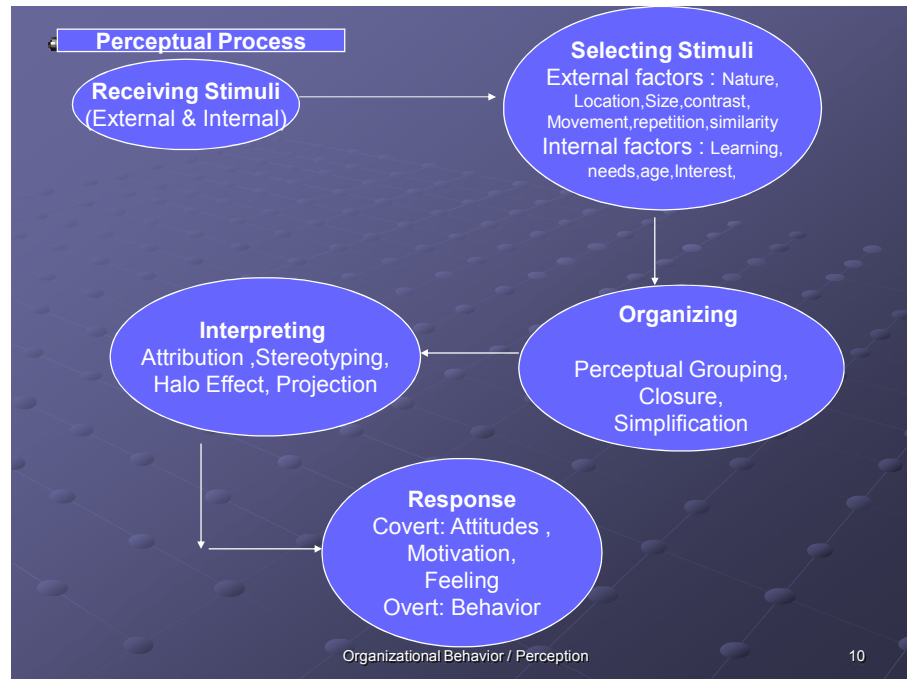 Perceptual Process
Receiving Stimuli
(External & Internal)
Selecting Stimuli
External factors : Nature,
Location,Size,contrast,
Movement,repetition,similarity
Internal factors : Learning,
needs,age,Interest,
Organizing
Perceptual Grouping,
Closure,
Simplification
Interpreting
Attribution ,Stereotyping,
Halo Effect, Projection
Response
Covert: Attitudes ,
Motivation,
Feeling
Overt: Behavior
Organizational Behavior / Perception
10